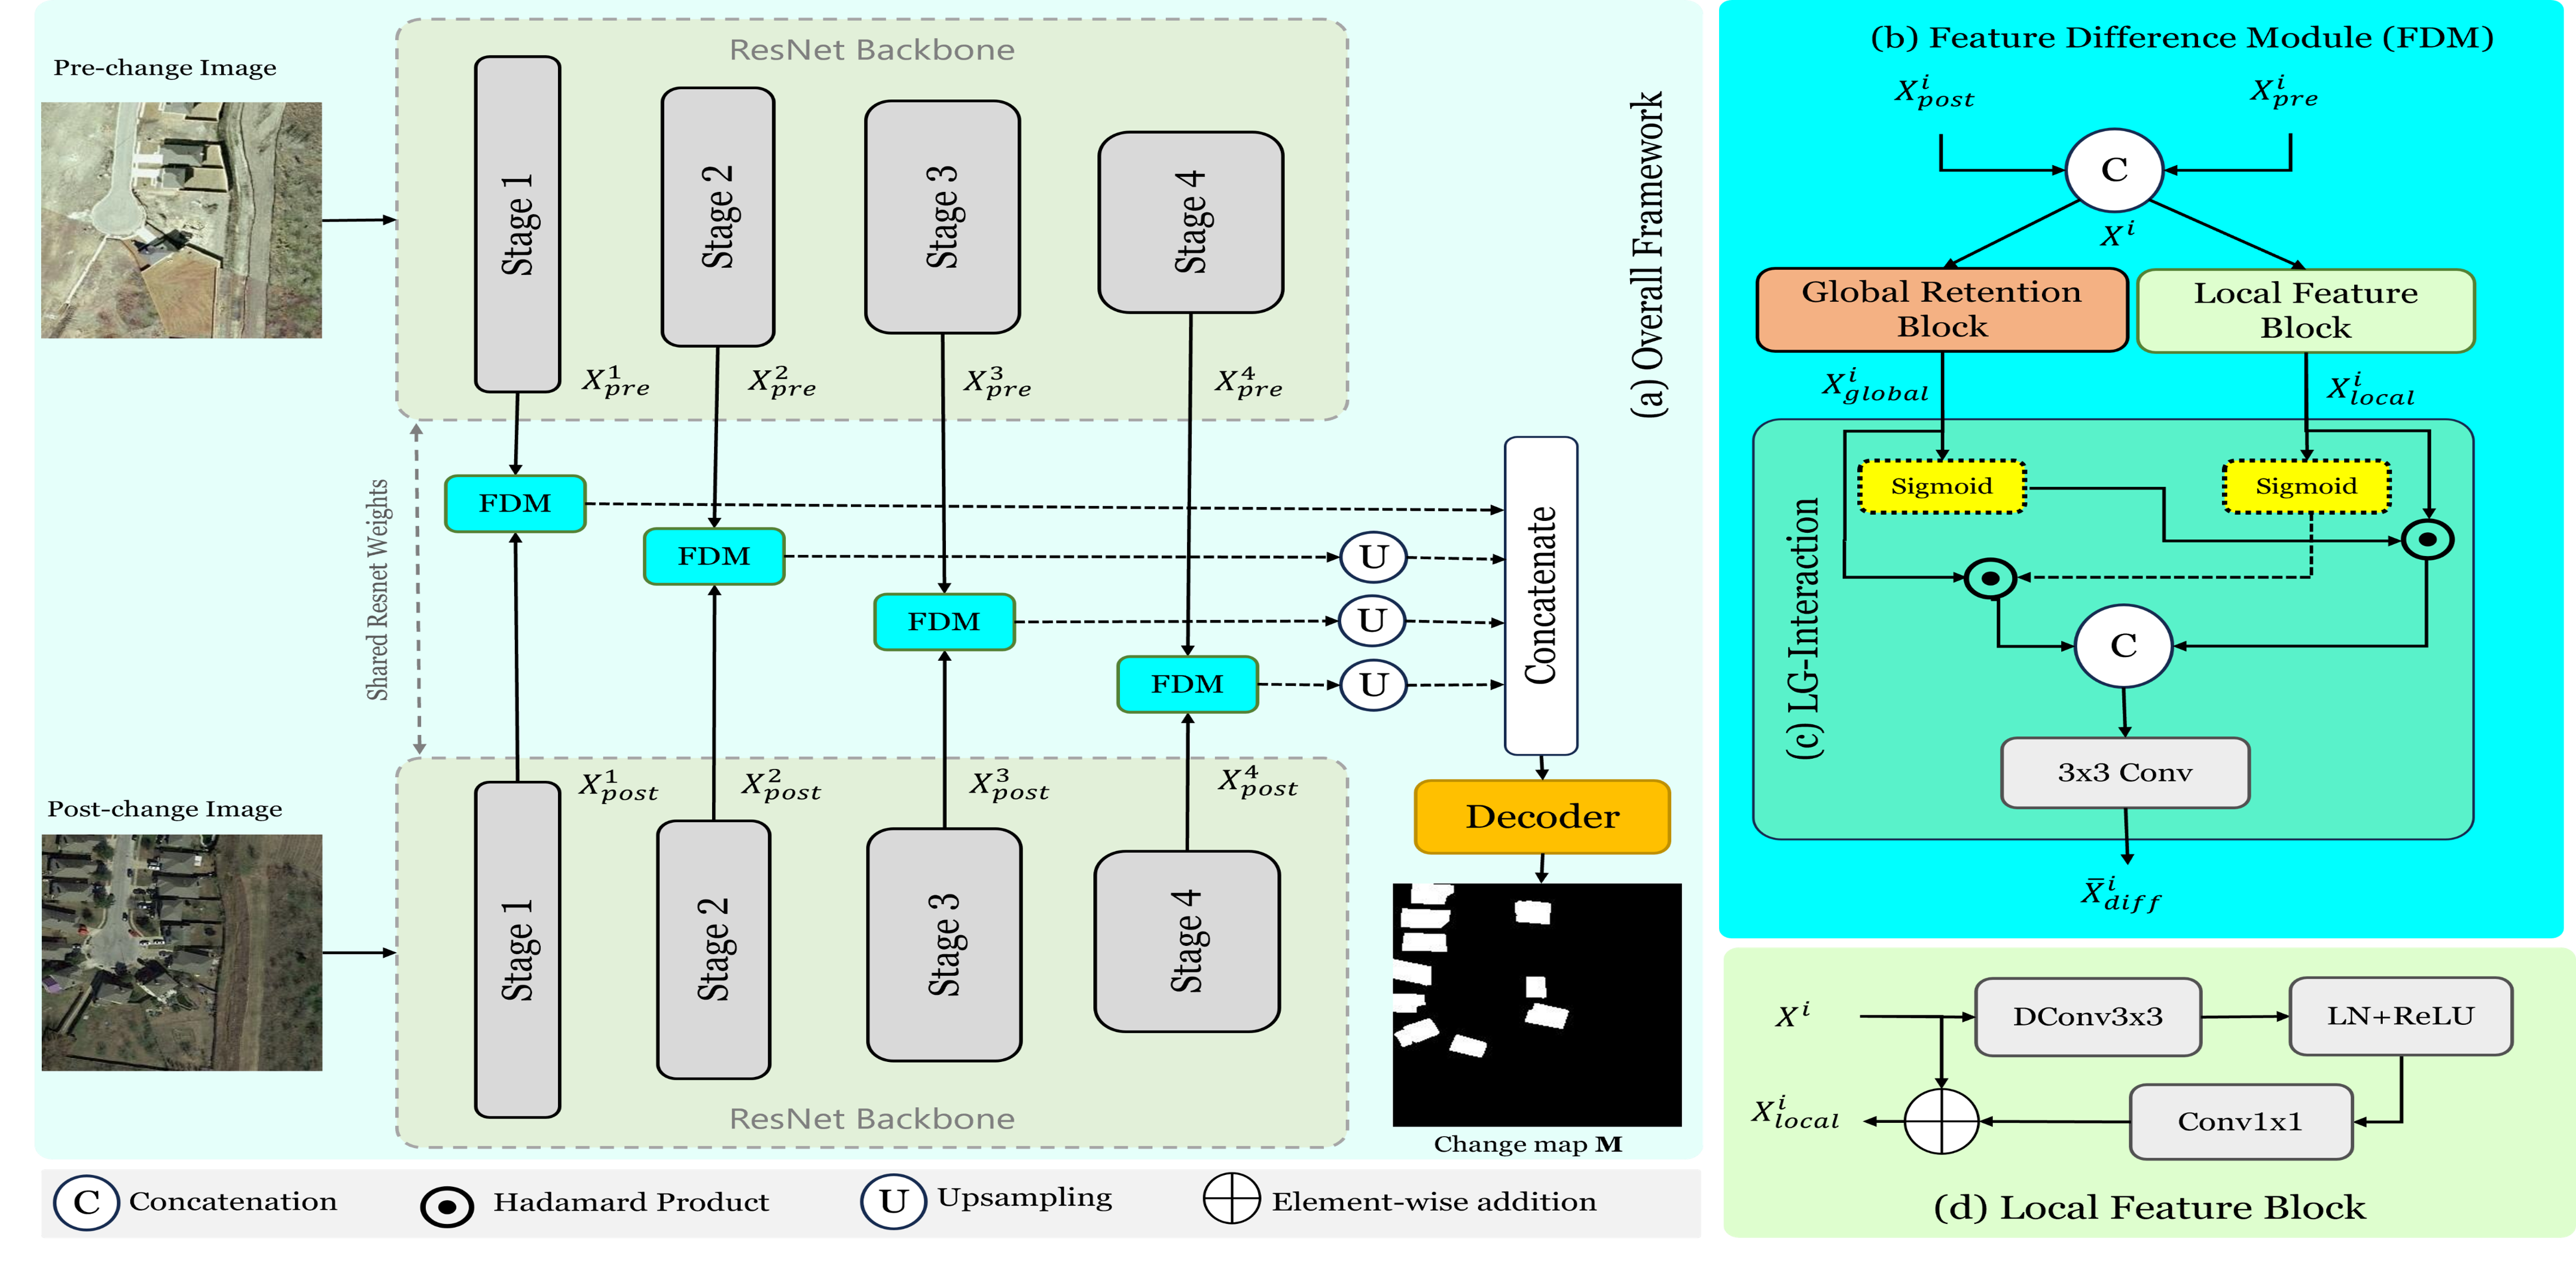 ResNet Backbone
Pre-change Image
Stage 1
Stage 2
Stage 3
Stage 4
X^1_{pre}
X^2_{pre}
X^3_{pre}
X^4_{pre}
(a) Overall Framework
Shared Resnet Weights
FDM
FDM
FDM
FDM
U
U
U
Concatenate
Post-change Image
X^1_{post}
X^2_{post}
X^3_{post}
X^4_{post}
Stage 1
Stage 2
Stage 3
Stage 4
ResNet Backbone
Decoder
Change map M
C Concatenation
Hadamard Product
U Upsampling
Element-wise addition
(b) Feature Difference Module (FDM)
X^i_{post}
X^i_{pre}
C
X^i
Global Retention
Block
Local Feature
Block
X^i_{global}
X^i_{local}
Sigmoid
Sigmoid
(c) LG-Interaction
C
3x3 Conv
X̄^i_{diff}
X^i
DConv3x3
LN+ReLU
X^i_{local}
Conv1x1
(d) Local Feature Block